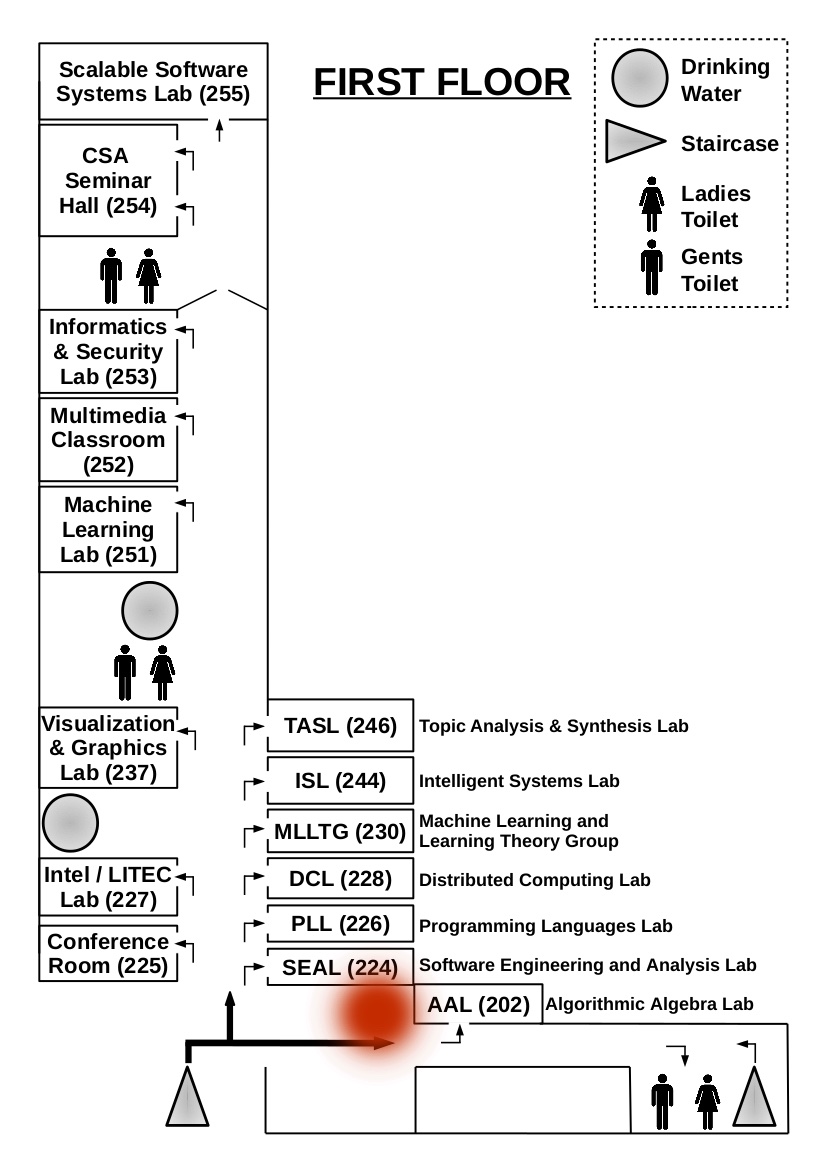 FIRST FLOOR
Drinking
Water
Staircase
Ladies
Toilet
Gents
Toilet
Scalable Software
Systems Lab (255)
CSA
Seminar
Hall (254)
Informatics
& Security
Lab (253)
Multimedia
Classroom
(252)
Machine
Learning
Lab (251)
Visualization
& Graphics
Lab (237)
Intel / LITEC
Lab (227)
Conference
Room (225)
TASL (246) Topic Analysis & Synthesis Lab
ISL (244) Intelligent Systems Lab
MLLTG (230) Machine Learning and
Learning Theory Group
DCL (228) Distributed Computing Lab
PLL (226) Programming Languages Lab
SEAL (224) Software Engineering and Analysis Lab
AAL (202) Algorithmic Algebra Lab